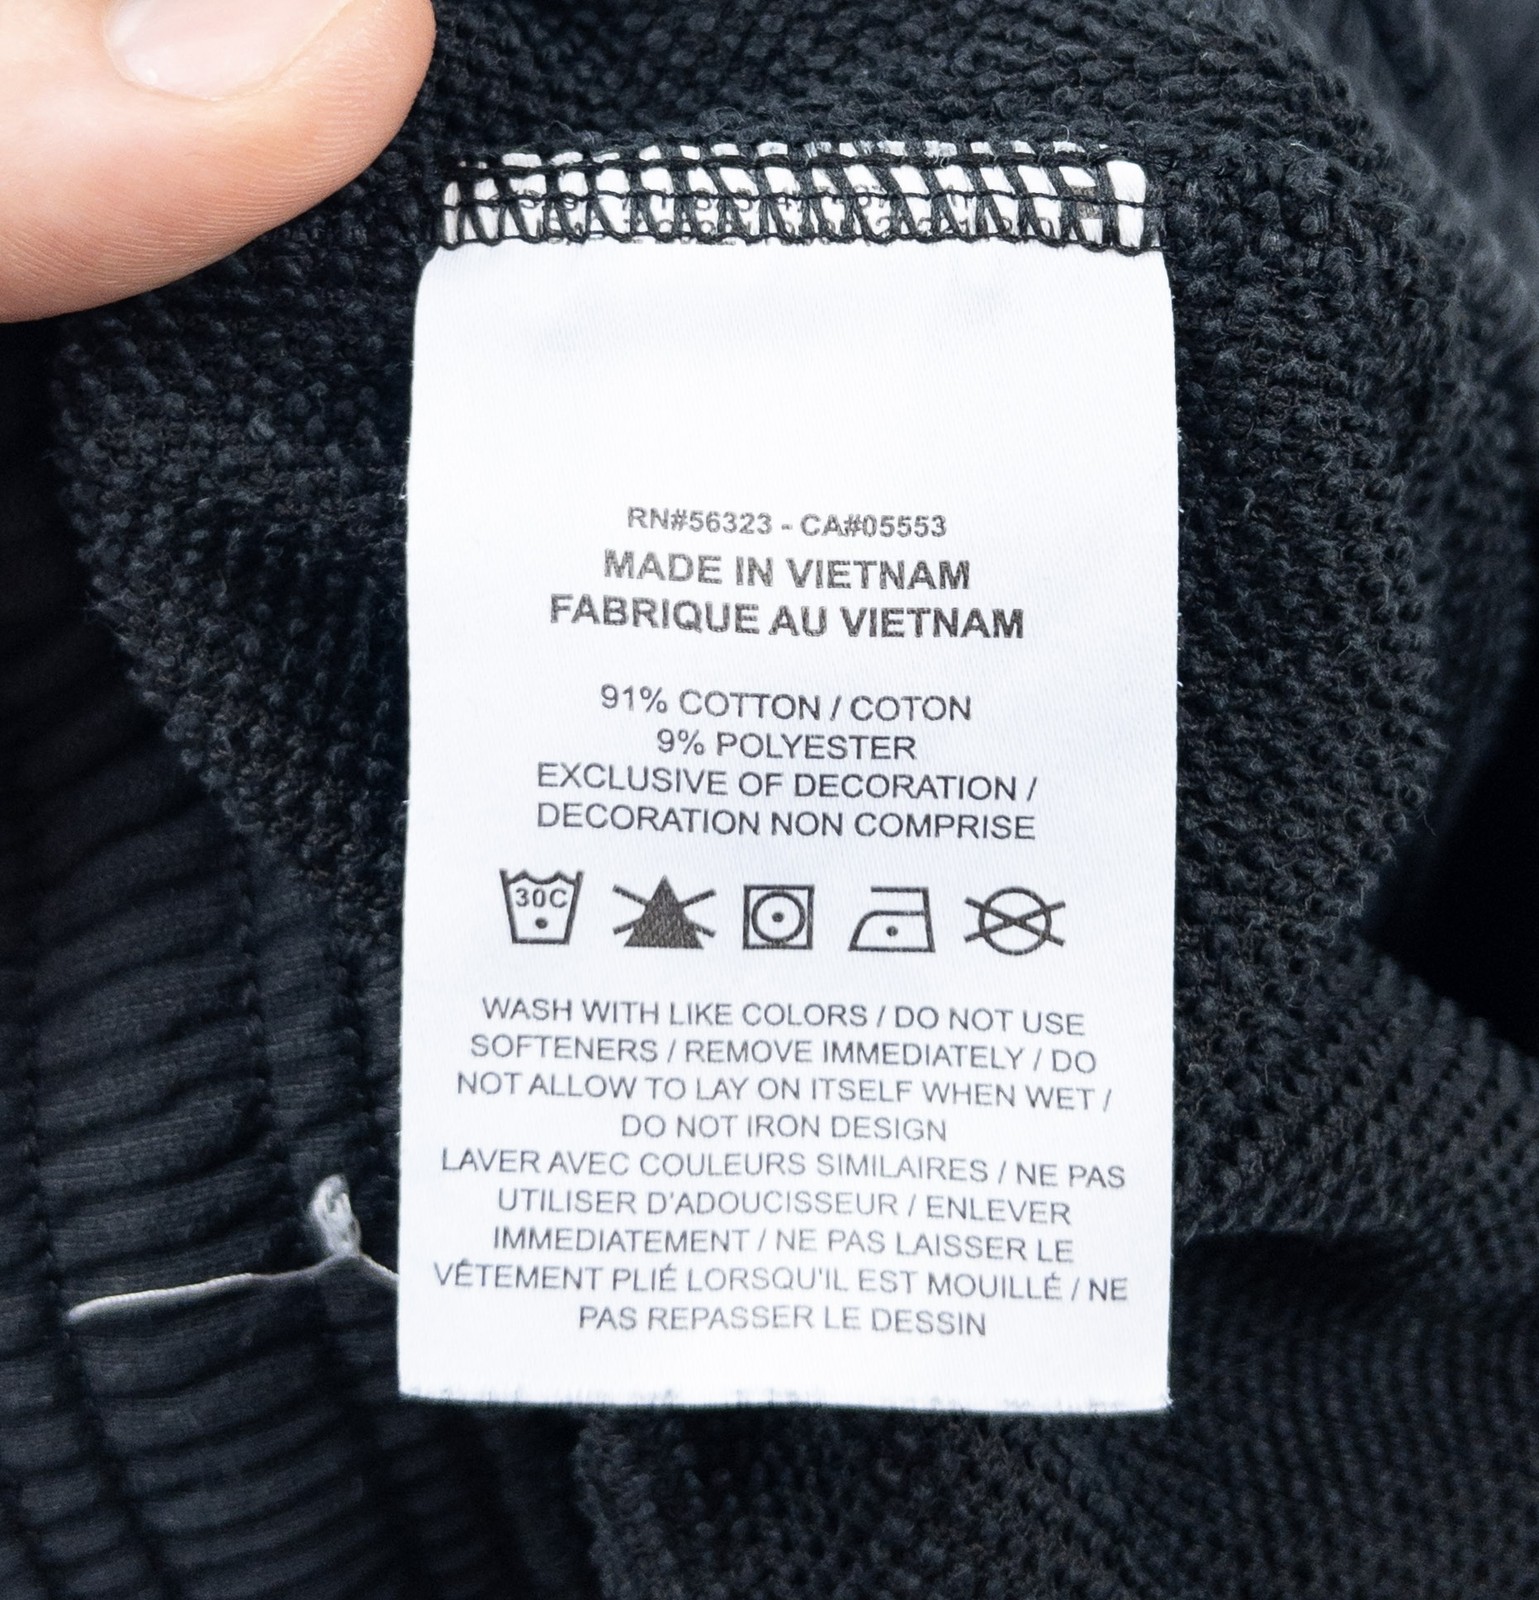 RN#56323 - CA#05553
MADE IN VIETNAM
FABRIQUE AU VIETNAM
91% COTTON / COTON
9% POLYESTER
EXCLUSIVE OF DECORATION /
DECORATION NON COMPRISE
30C
WASH WITH LIKE COLORS / DO NOT USE
SOFTENERS / REMOVE IMMEDIATELY / DO
NOT ALLOW TO LAY ON ITSELF WHEN WET /
DO NOT IRON DESIGN
LAVER AVEC COULEURS SIMILAIRES / NE PAS
UTILISER D'ADOUCISSEUR / ENLEVER
IMMEDIATEMENT / NE PAS LAISSER LE
VÊTEMENT PLIÉ LORSQU'IL EST MOUILLÉ / NE
PAS REPASSER LE DESSIN